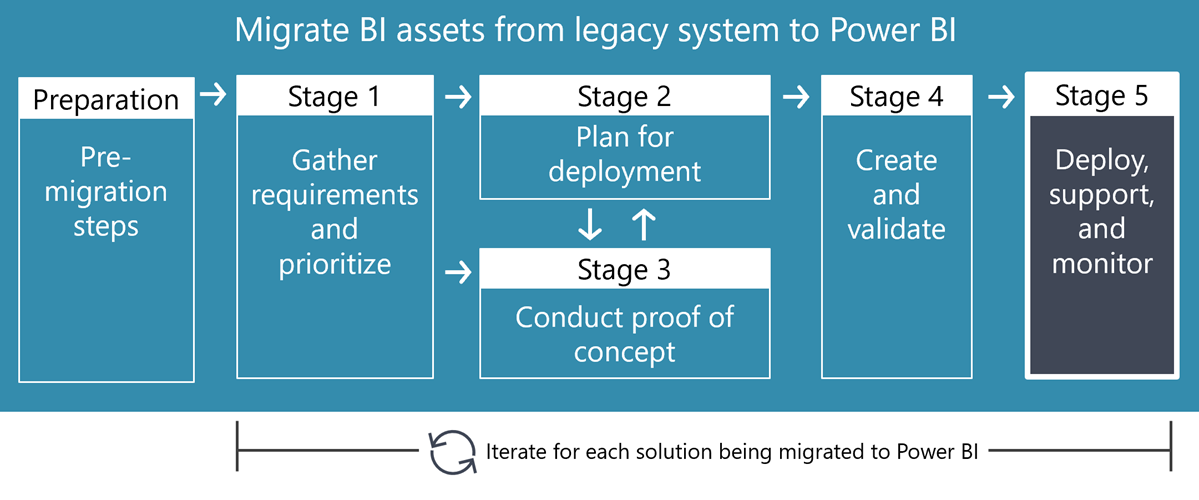 Migrate BI assets from legacy system to Power BI
Preparation
Pre-
migration
steps
Stage 1
Gather
requirements
and
prioritize
Stage 2
Plan for
deployment
Stage 3
Conduct proof of
concept
Stage 4
Create
and
validate
Stage 5
Deploy,
support,
and
monitor
Iterate for each solution being migrated to Power BI